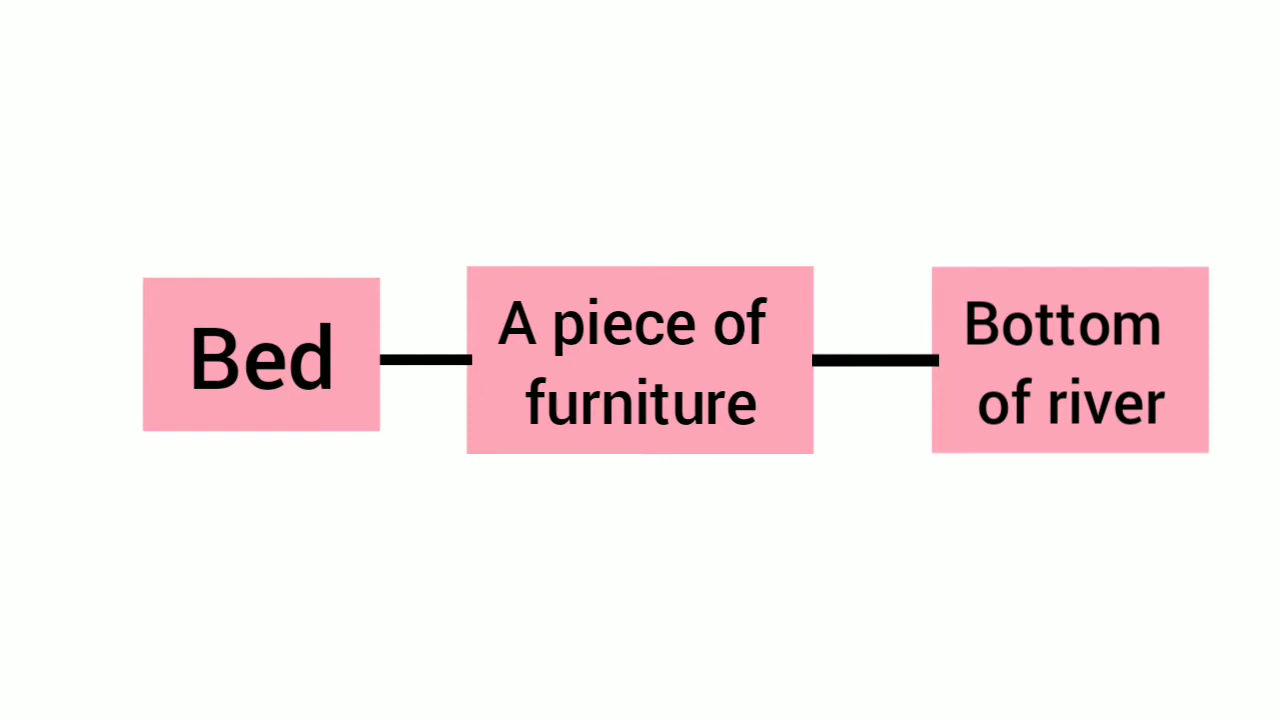 Bed
A piece of
furniture
Bottom
of river